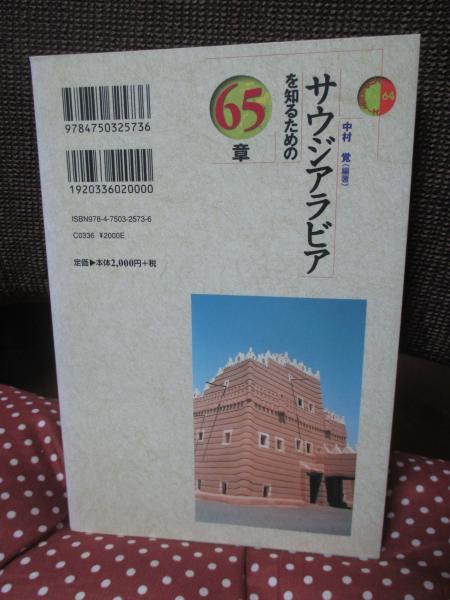 64
サウジアラビア
を知るための
65
章
中村 覚(編著)
9784750325736
1920336020000
ISBN978-4-7503-2573-6
C0336 ¥2000E
定価▶本体2,000円+税